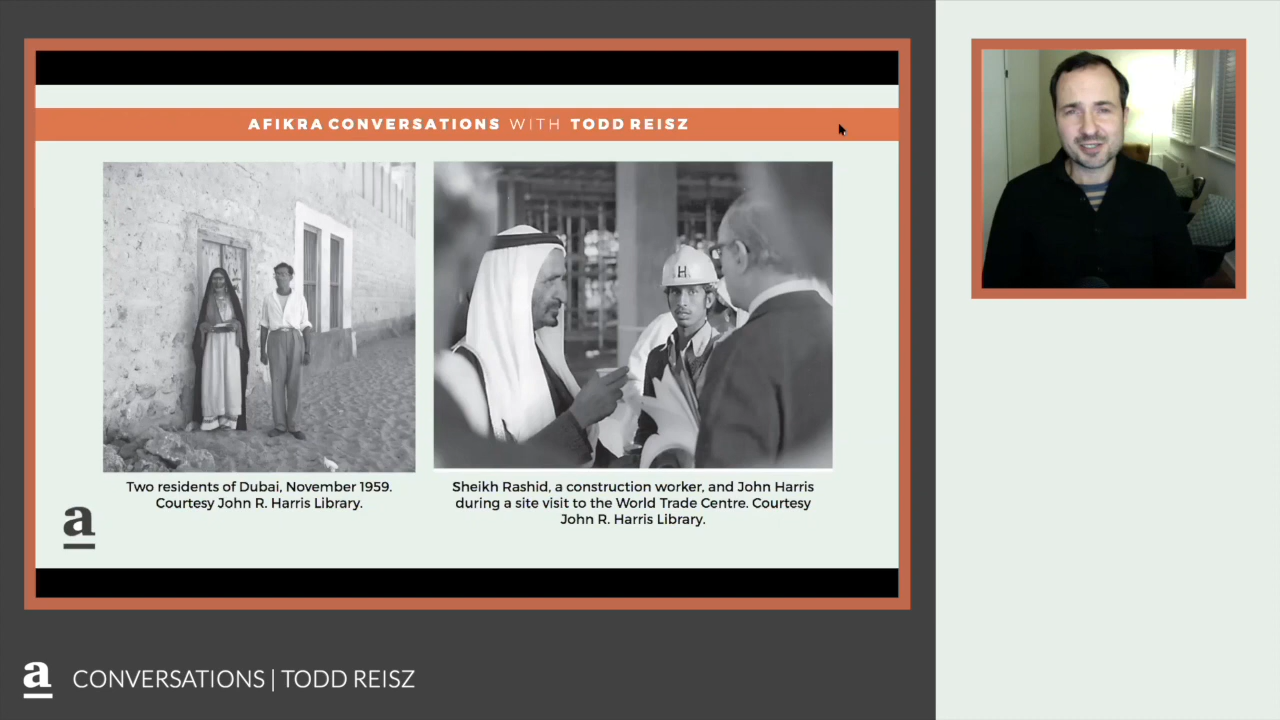 AFIKRA CONVERSATIONS WITH TODD REISZ
H
Two residents of Dubai, November 1959.
Courtesy John R. Harris Library.
Sheikh Rashid, a construction worker, and John Harris
during a site visit to the World Trade Centre. Courtesy
John R. Harris Library.
a
a CONVERSATIONS | TODD REISZ